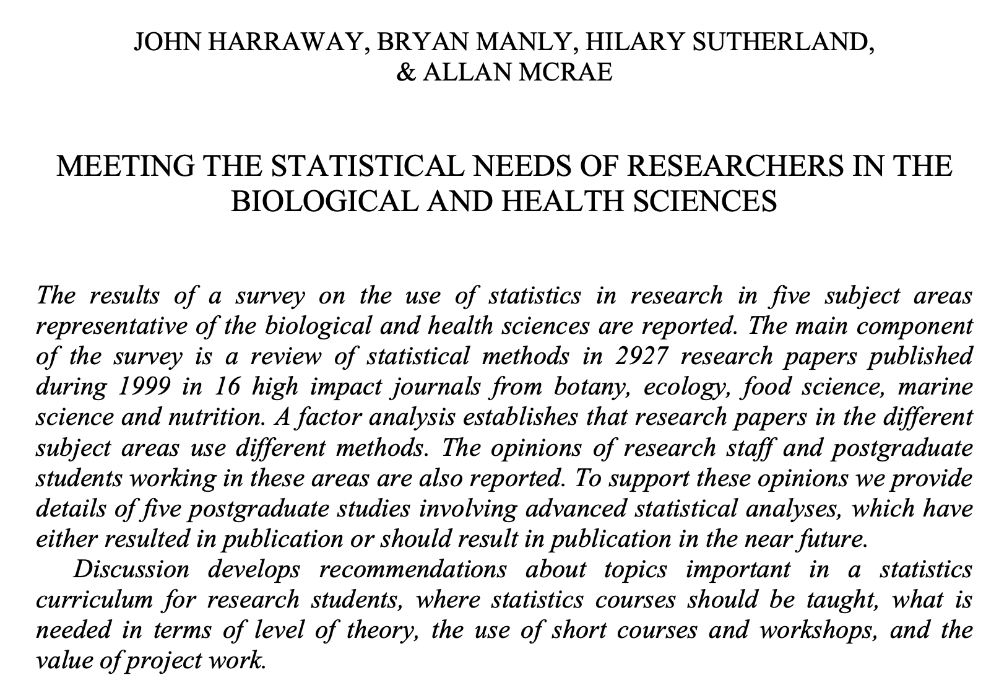 JOHN HARRAWAY, BRYAN MANLY, HILARY SUTHERLAND,
& ALLAN MCRAE
MEETING THE STATISTICAL NEEDS OF RESEARCHERS IN THE
BIOLOGICAL AND HEALTH SCIENCES
The results of a survey on the use of statistics in research in five subject areas
representative of the biological and health sciences are reported. The main component
of the survey is a review of statistical methods in 2927 research papers published
during 1999 in 16 high impact journals from botany, ecology, food science, marine
science and nutrition. A factor analysis establishes that research papers in the different
subject areas use different methods. The opinions of research staff and postgraduate
students working in these areas are also reported. To support these opinions we provide
details of five postgraduate studies involving advanced statistical analyses, which have
either resulted in publication or should result in publication in the near future.
Discussion develops recommendations about topics important in a statistics
curriculum for research students, where statistics courses should be taught, what is
needed in terms of level of theory, the use of short courses and workshops, and the
value of project work.